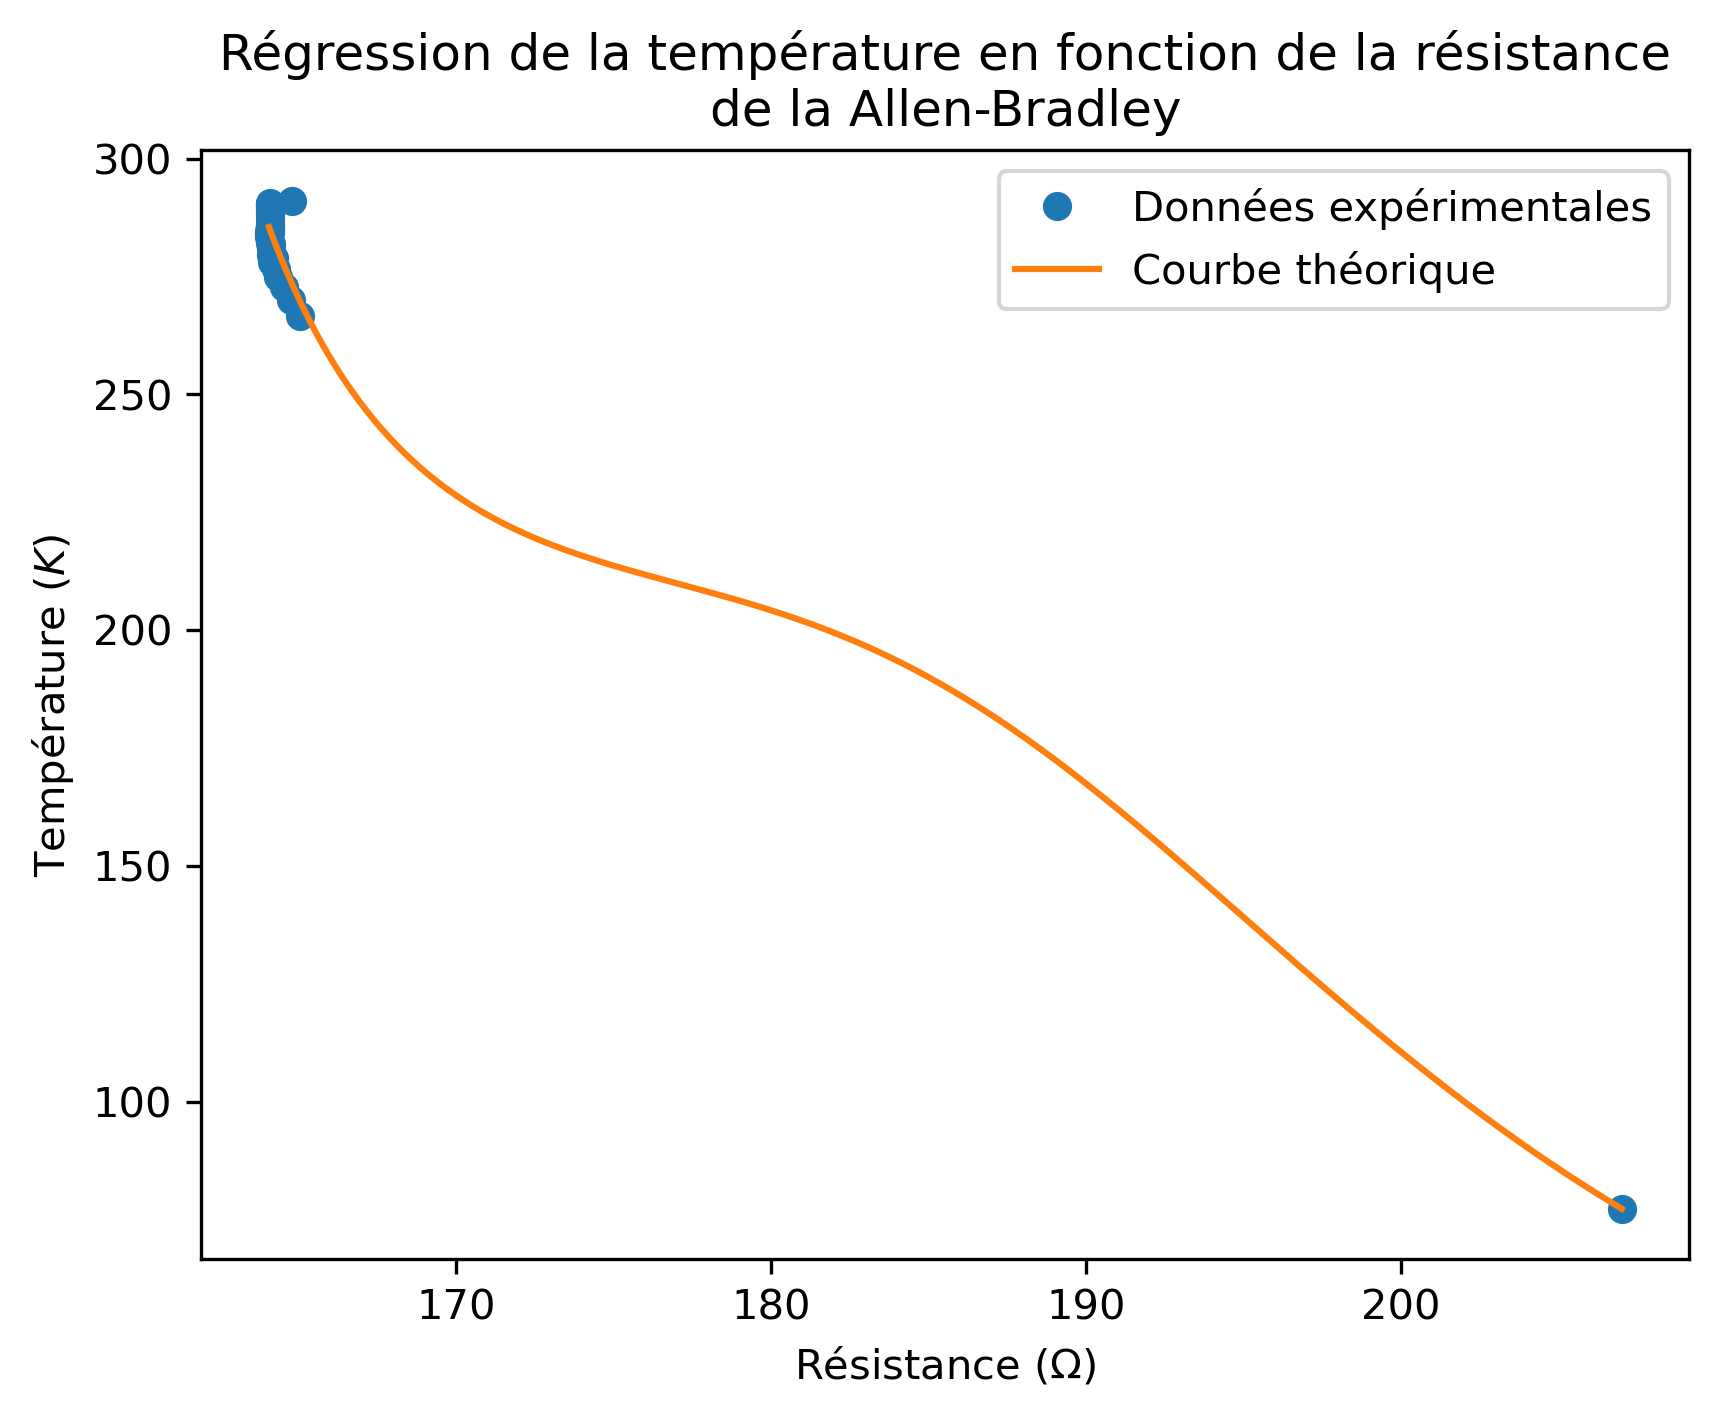 Régression de la température en fonction de la résistance
de la Allen-Bradley
Données expérimentales
Courbe théorique
300
250
200
150
100
Température (K)
170 180 190 200
Résistance (Ω)